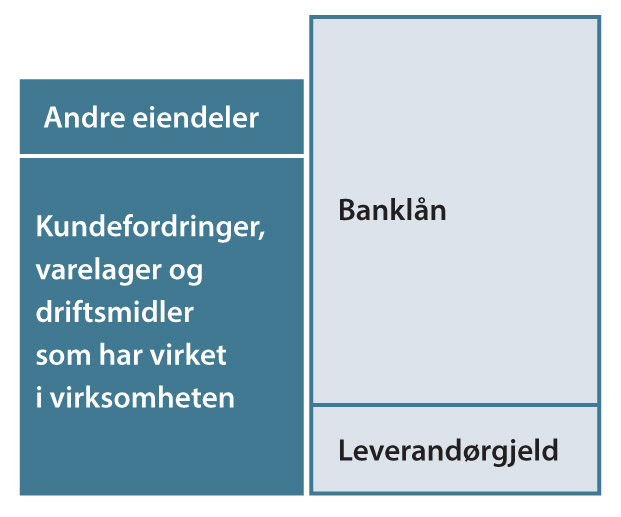 Andre eiendeler
Kundefordringer,
varelager og
driftsmidler
som har virket
i virksomheten
Banklån
Leverandørgjeld